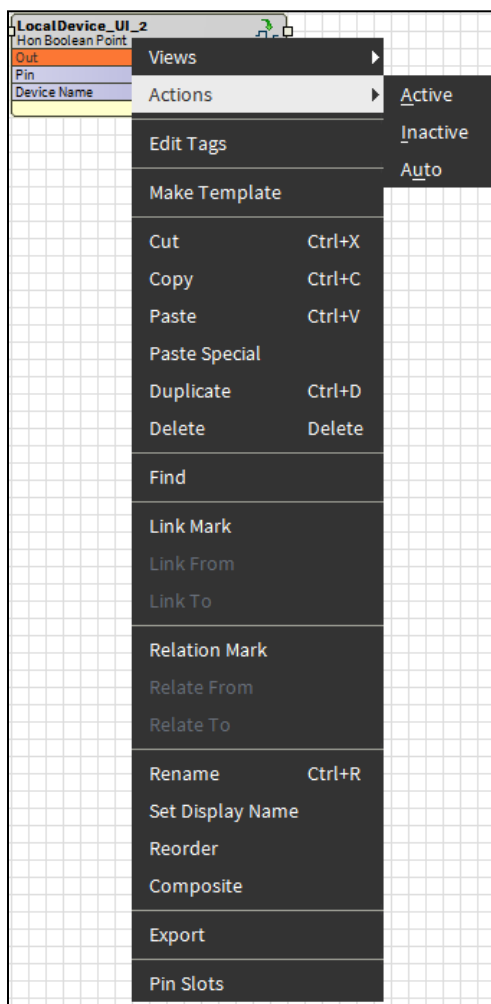 LocalDevice_UI_2
Hon Boolean Point
Out
Pin
Device Name
Views
Actions
Active
Inactive
Auto
Edit Tags
Make Template
Cut Ctrl+X
Copy Ctrl+C
Paste Ctrl+V
Paste Special
Duplicate Ctrl+D
Delete Delete
Find
Link Mark
Link From
Link To
Relation Mark
Relate From
Relate To
Rename Ctrl+R
Set Display Name
Reorder
Composite
Export
Pin Slots